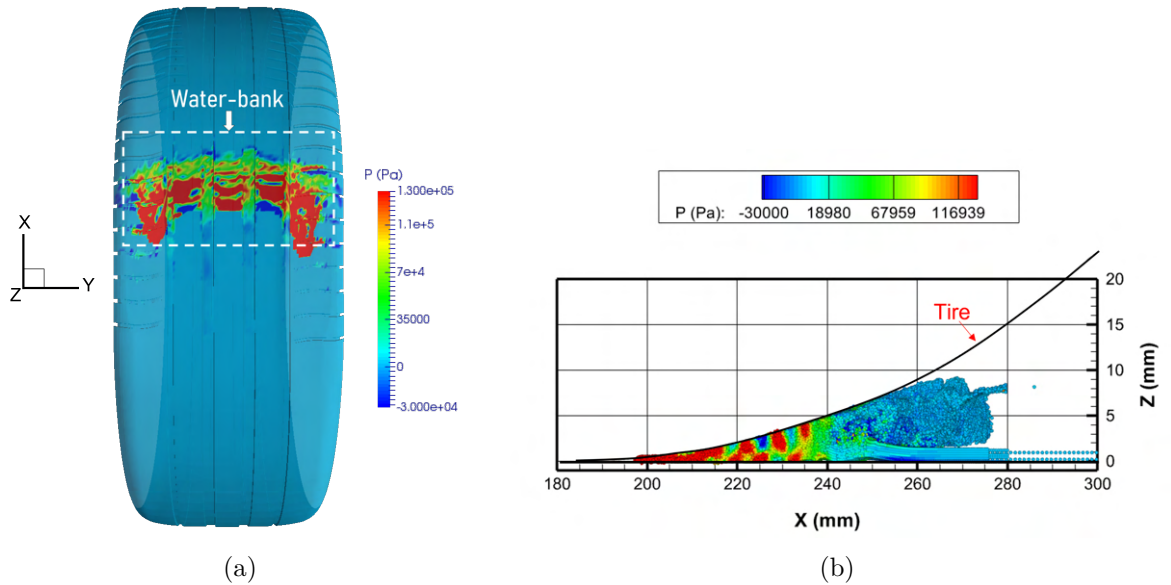 Water-bank
P (Pa)
1.300e+05
1.1e+5
7e+4
35000
0
-3.000e+04
X
Z
Y
(a)
P (Pa): -30000 18980 67959 116939
Tire
20
15
10
5
0
Z (mm)
180 200 220 240 260 280 300
X (mm)
(b)